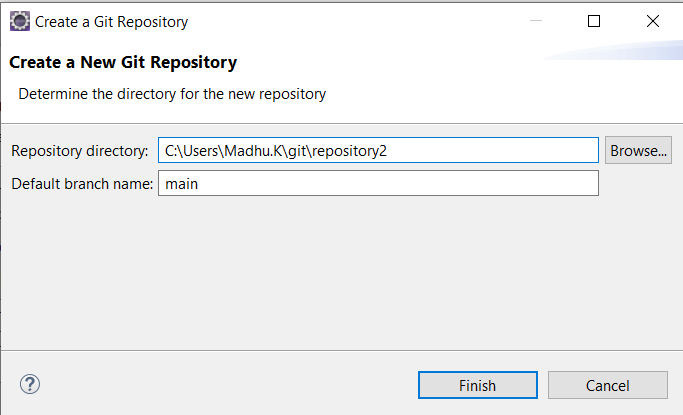 Create a Git Repository
Create a New Git Repository
Determine the directory for the new repository
Repository directory: C:\Users\Madhu.K\git\repository2 Browse...
Default branch name: main
? Finish Cancel